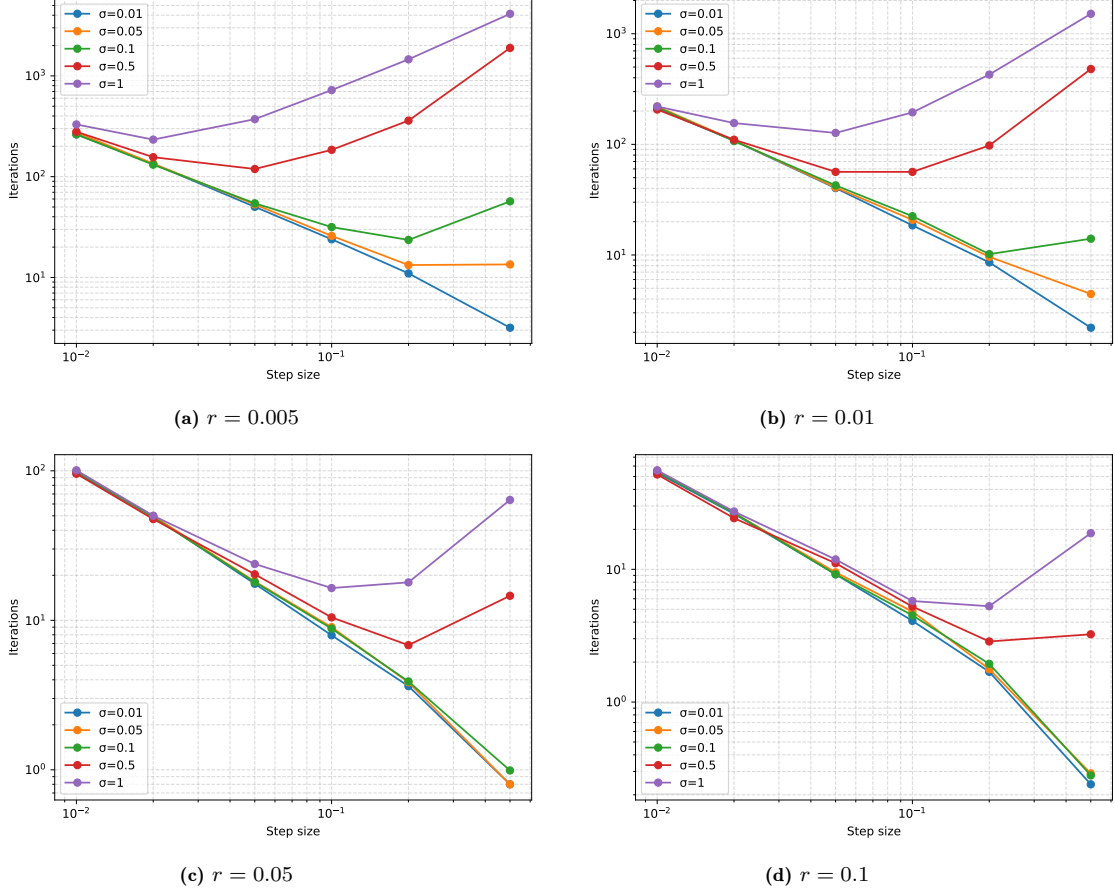 σ=0.01
σ=0.05
σ=0.1
σ=0.5
σ=1
10³
10²
10¹
Iterions
10⁻²
10⁻¹
Step size
(a) r = 0.005
σ=0.01
σ=0.05
σ=0.1
σ=0.5
σ=1
10³
10²
10¹
Iterions
10⁻²
10⁻¹
Step size
(b) r = 0.01
10²
10¹
10⁰
Iterions
σ=0.01
σ=0.05
σ=0.1
σ=0.5
σ=1
10⁻²
10⁻¹
Step size
(c) r = 0.05
10¹
10⁰
Iterions
σ=0.01
σ=0.05
σ=0.1
σ=0.5
σ=1
10⁻²
10⁻¹
Step size
(d) r = 0.1